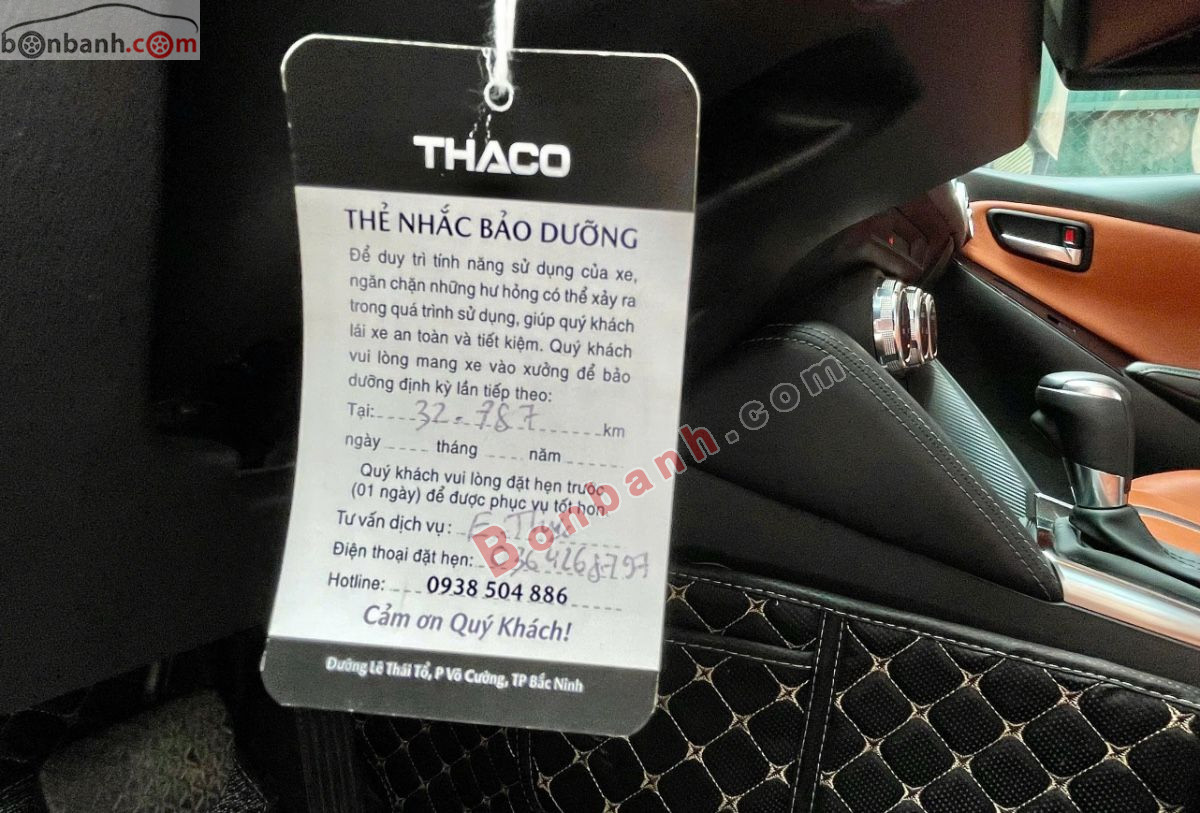 bonbanh.com
THACO
THẺ NHẮC BẢO DƯỠNG
Để duy trì tính năng sử dụng của xe,
ngăn chặn những hư hỏng có thể xảy ra
trong quá trình sử dụng, giúp quý khách
lái xe an toàn và tiết kiệm. Quý khách
vui lòng mang xe vào xưởng để bảo
dưỡng định kỳ lần tiếp theo:
Tại: 32.787 km
ngày tháng năm
Quý khách vui lòng đặt hẹn trước
(01 ngày) để được phục vụ tốt hơn
Tư vấn dịch vụ:
Điện thoại đặt hẹn:
Hotline: 0938 504 886
Cảm ơn Quý Khách!
Đường Lê Thái Tổ, P Võ Cường, TP Bắc Ninh
Bonbanh.com